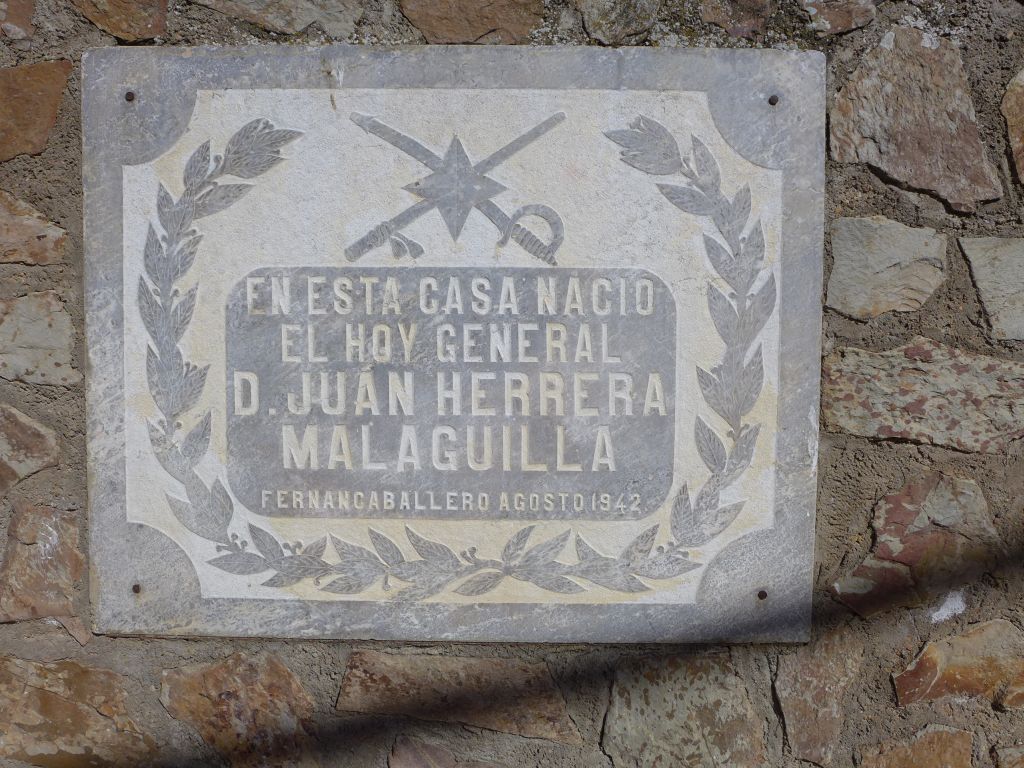 EN ESTA CASA NACIO
EL HOY GENERAL
D. JUAN HERRERA
MALAGUILLA
FERNANCABALLERO AGOSTO 1942